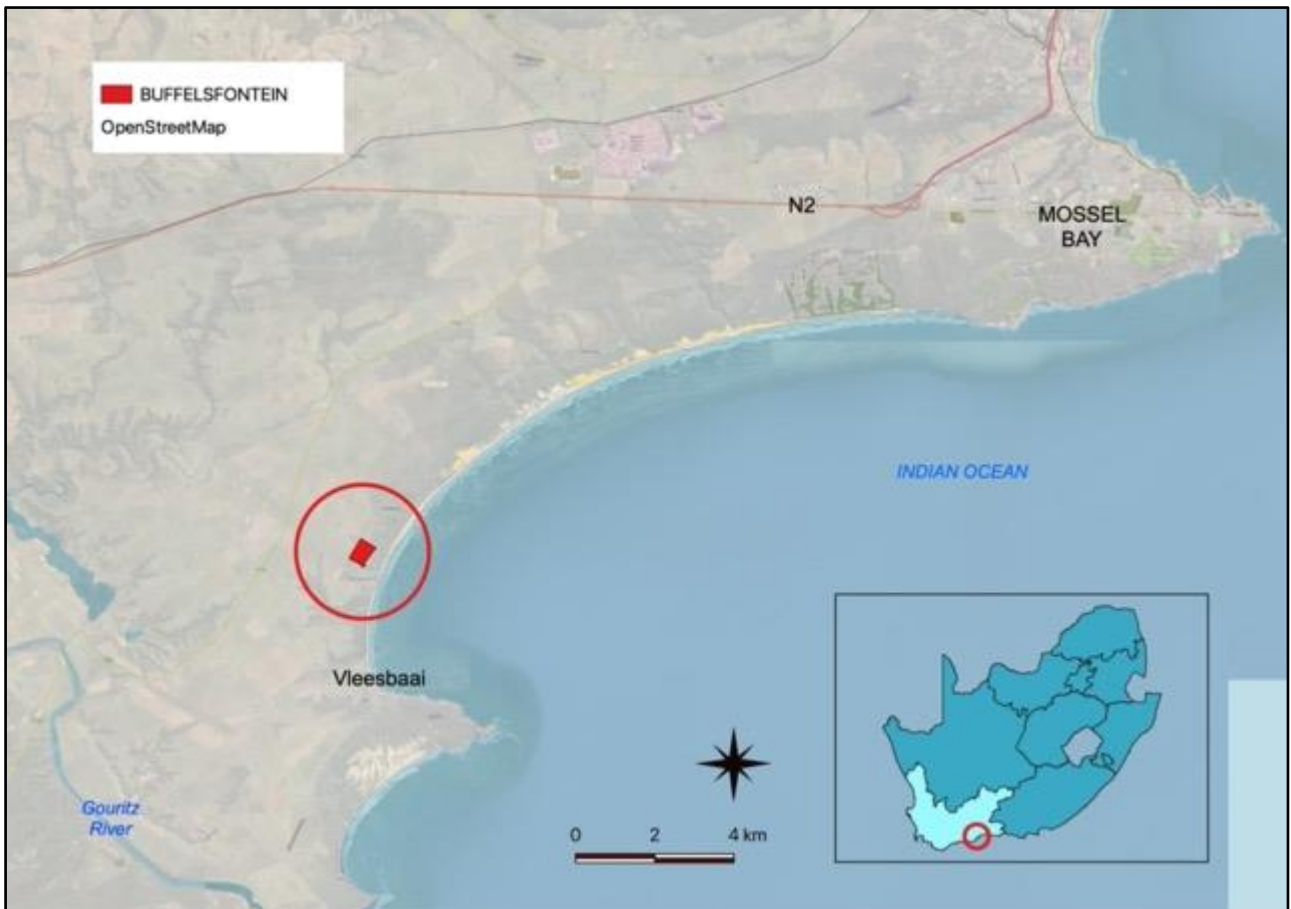 BUFFELSFONTEIN
OpenStreetMap
N2
MOSSEL
BAY
INDIAN OCEAN
Vleesbaai
Gouritz
River
0 2 4 km